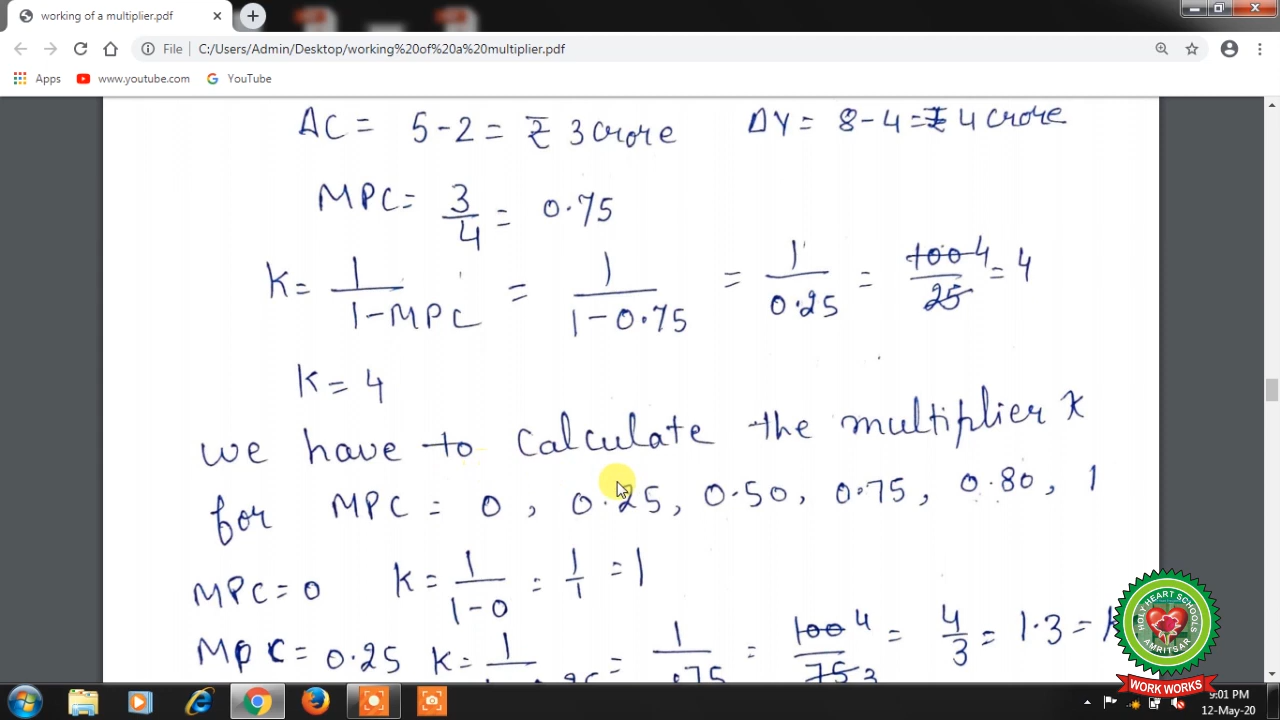 working of a multiplier.pdf
File | C:/Users/Admin/Desktop/working%20of%20a%20multiplier.pdf
Apps www.youtube.com YouTube
ΔC = 5-2 = ₹ 3 crore ΔY = 8-4 = ₹ 4 crore
MPC = 3/4 = 0.75
K = 1/1-MPC = 1/1-0.75 = 1/0.25 = 100 4/25 = 4
K = 4
we have to calculate the multiplier K
for MPC = 0, 0.25, 0.50, 0.75, 0.80, 1
MPC = 0 K = 1/1-0 = 1/1 = 1
MPC = 0.25 K = 1/ = 1/.75 = 100 4/75 3 = 4/3 = 1.3 =
HOLY HEART SCHOOLS
AMRITSAR
WORK WORKS
9:01 PM
12-May-20